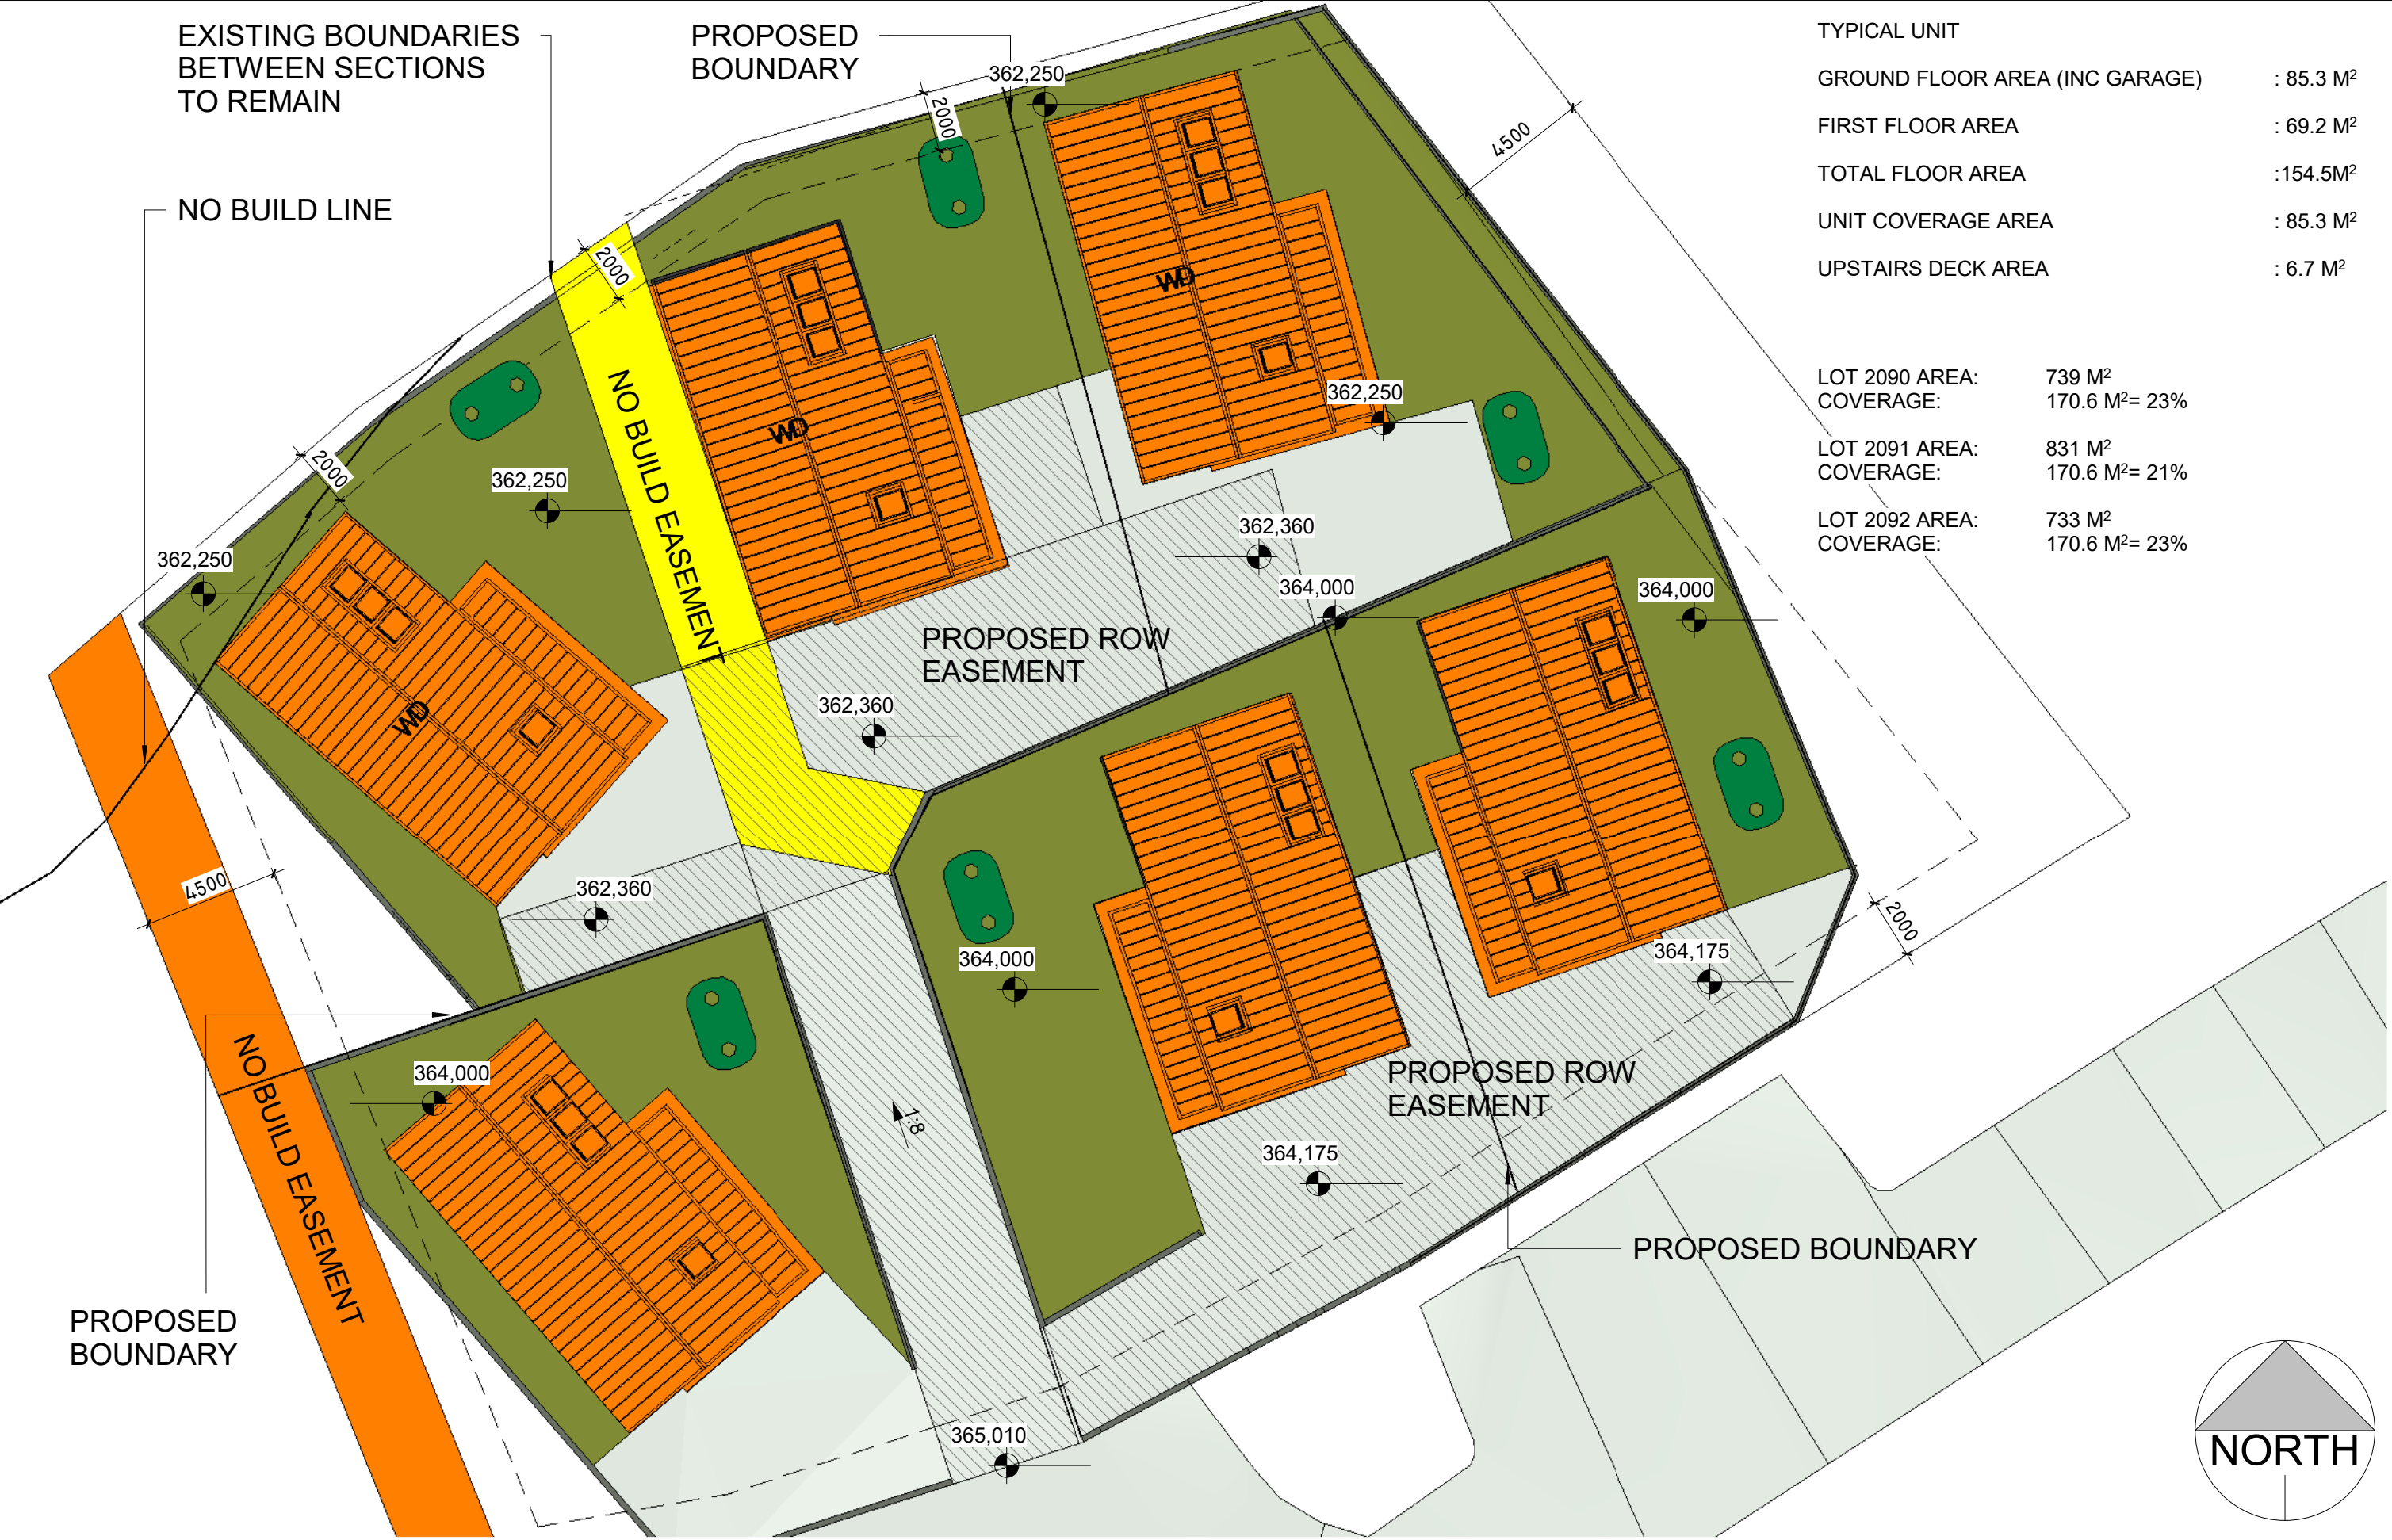 EXISTING BOUNDARIES
BETWEEN SECTIONS
TO REMAIN
PROPOSED
BOUNDARY
362,250
2000
4500
TYPICAL UNIT
GROUND FLOOR AREA (INC GARAGE) : 85.3 M²
FIRST FLOOR AREA : 69.2 M²
TOTAL FLOOR AREA :154.5M²
UNIT COVERAGE AREA : 85.3 M²
UPSTAIRS DECK AREA : 6.7 M²
LOT 2090 AREA: 739 M²
COVERAGE: 170.6 M²= 23%
LOT 2091 AREA: 831 M²
COVERAGE: 170.6 M²= 21%
LOT 2092 AREA: 733 M²
COVERAGE: 170.6 M²= 23%
NO BUILD LINE
2000
WD
362,250
WD
2000
362,250
NO BUILD EASEMENT
362,250
362,360
364,000
364,000
PROPOSED ROW
EASEMENT
362,360
WD
4500
362,360
364,000
364,175
2000
NO BUILD EASEMENT
364,000
PROPOSED ROW
EASEMENT
1:8
364,175
PROPOSED BOUNDARY
PROPOSED
BOUNDARY
365,010
NORTH